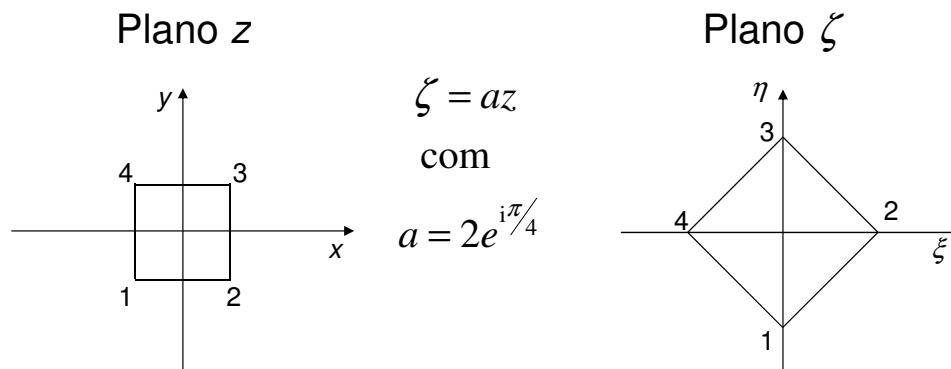 Plano z
y
4 3
x
1 2
ζ = az
com
a = 2e^{iπ/4}
Plano ζ
η
3
4 2
ξ
1